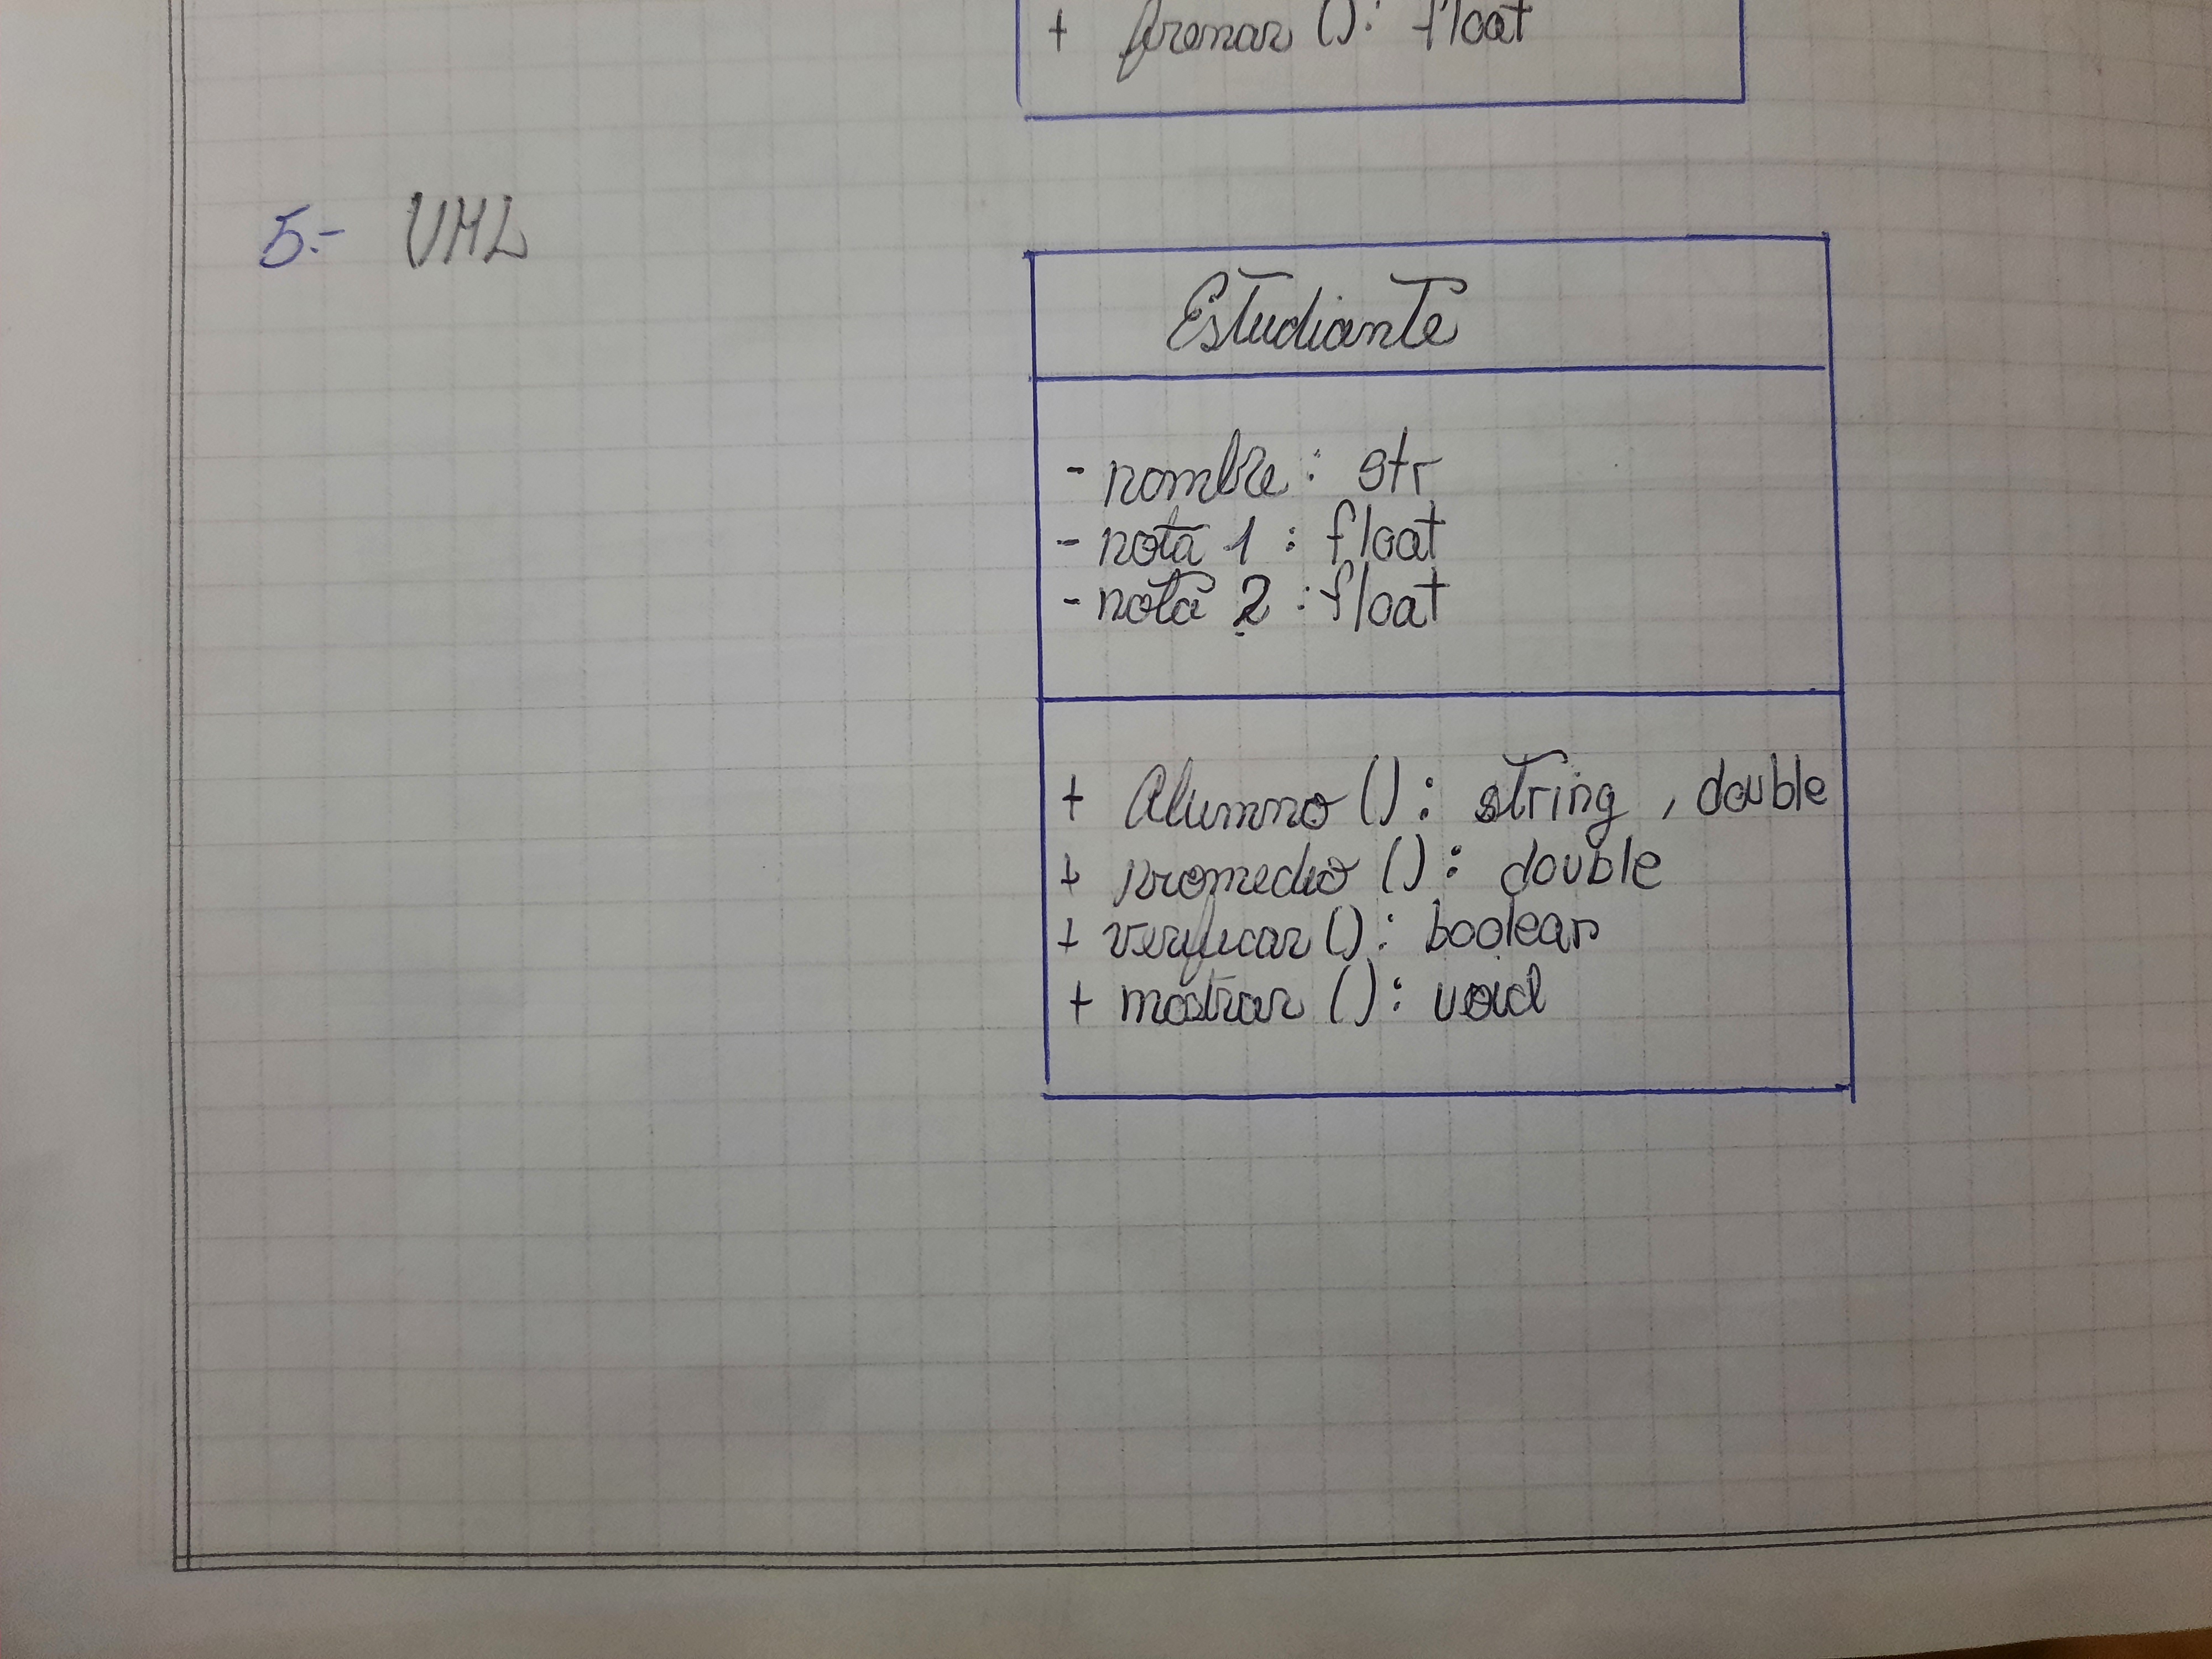 + frenar (): float
5.- UML
Estudiante
- nombre : str
- nota 1 : float
- nota 2 : float
+ Alumno () : string, double
+ promedio () : double
+ verificar () : boolean
+ mostrar () : void